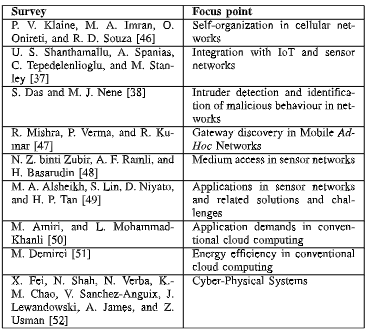 Survey Focus point
P. V. Klaine, M. A. Imran, O. Onireti, and R. D. Souza [46] Self-organization in cellular networks
U. S. Shanthamallu, A. Spanias, C. Tepedelenlioglu, and M. Stanley [37] Integration with IoT and sensor networks
S. Das and M. J. Nene [38] Intruder detection and identification of malicious behaviour in networks
R. Mishra, P. Verma, and R. Kumar [47] Gateway discovery in Mobile Ad-Hoc Networks
N. Z. binti Zubir, A. F. Ramli, and H. Basarudin [48] Medium access in sensor networks
M. A. Alsheikh, S. Lin, D. Niyato, and H. P. Tan [49] Applications in sensor networks and related solutions and challenges
M. Amiri, and L. Mohammad-Khanli [50] Application demands in conventional cloud computing
M. Demirci [51] Energy efficiency in conventional cloud computing
X. Fei, N. Shah, N. Verba, K.-M. Chao, V. Sanchez-Anguix, J. Lewandowski, A. James, and Z. Usman [52] Cyber-Physical Systems